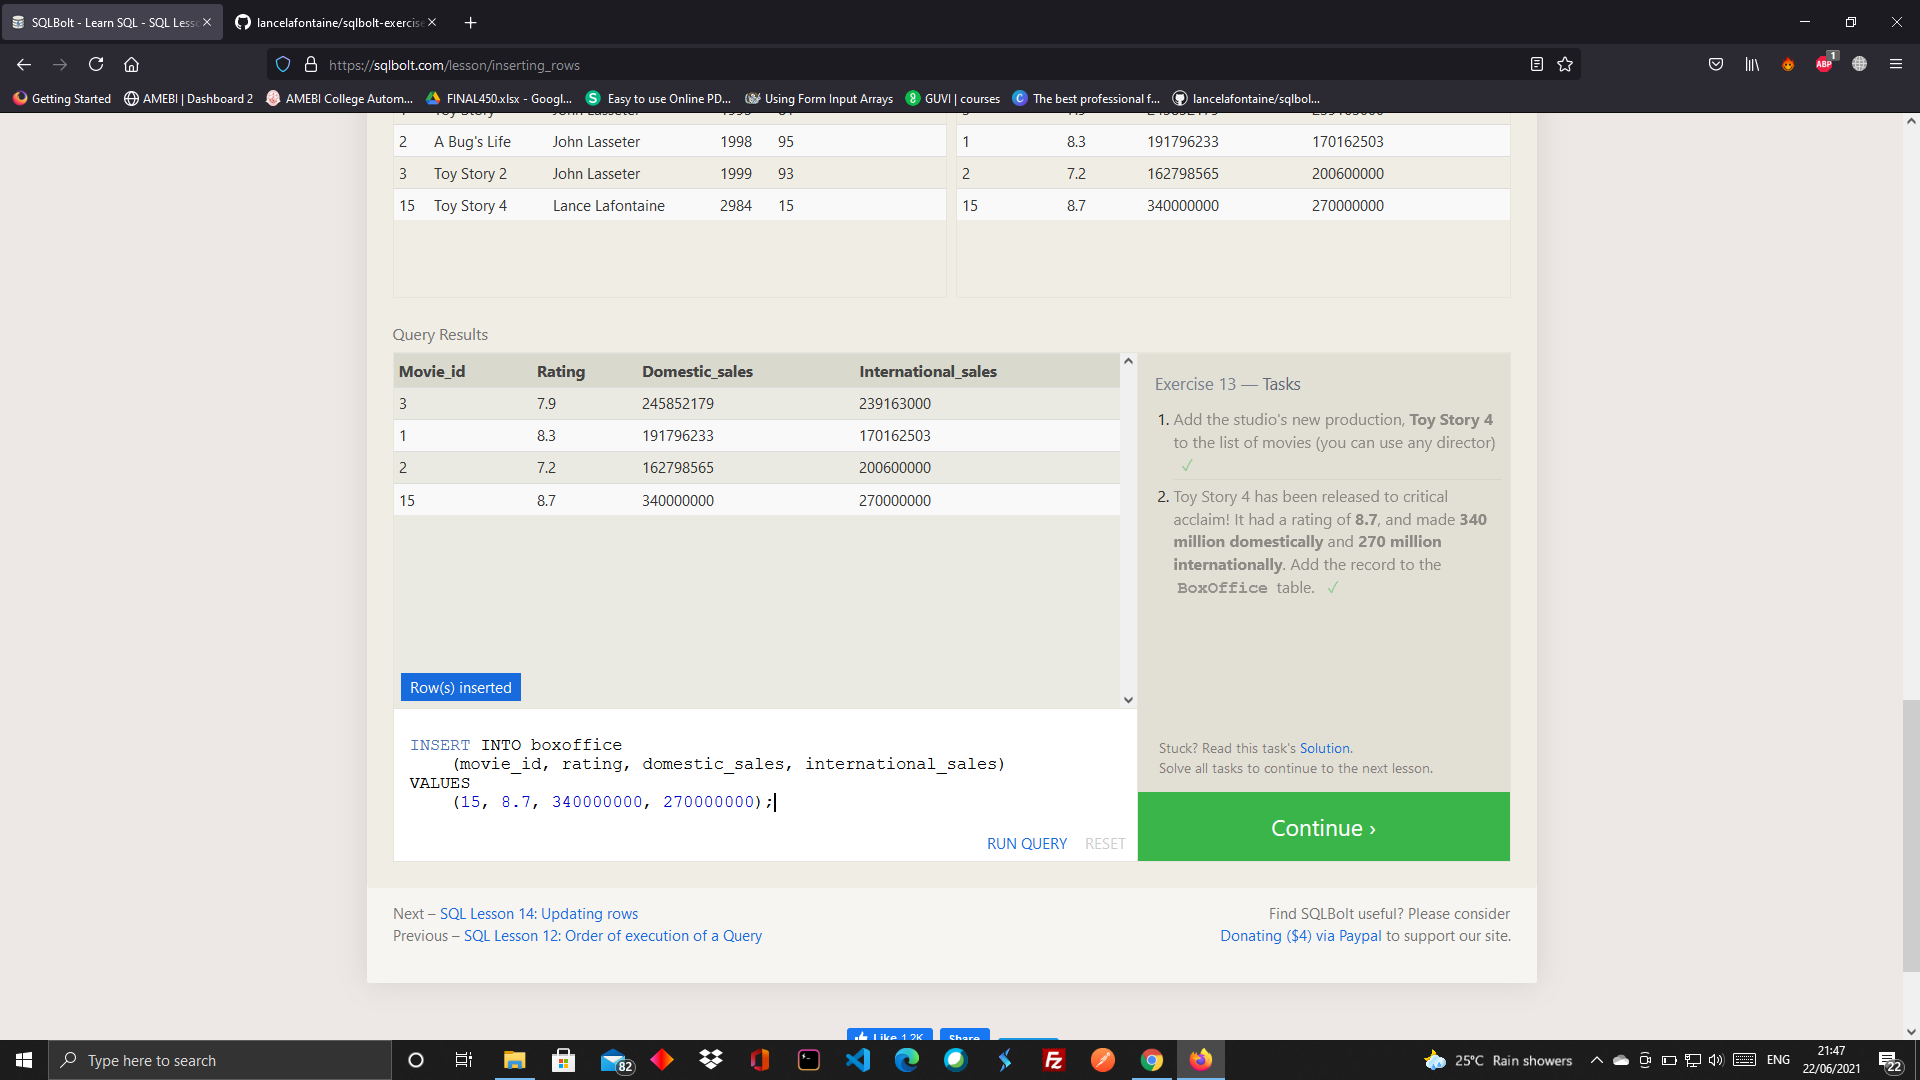 SQLBolt - Learn SQL - SQL Less
lancelafontaine/sqlbolt-exercise
https://sqlbolt.com/lesson/inserting_rows
1
ABP
Getting Started
AMEBI | Dashboard 2
AMEBI College Autom...
FINAL450.xlsx - Googl...
Easy to use Online PD...
Using Form Input Arrays
GUVI | courses
The best professional f...
lancelafontaine/sqlbol...
2 A Bug's Life John Lasseter 1998 95
3 Toy Story 2 John Lasseter 1999 93
15 Toy Story 4 Lance Lafontaine 2984 15
1 8.3 191796233 170162503
2 7.2 162798565 200600000
15 8.7 340000000 270000000
Query Results
Movie_id Rating Domestic_sales International_sales
3 7.9 245852179 239163000
1 8.3 191796233 170162503
2 7.2 162798565 200600000
15 8.7 340000000 270000000
Row(s) inserted
INSERT INTO boxoffice
(movie_id, rating, domestic_sales, international_sales)
VALUES
(15, 8.7, 340000000, 270000000);
RUN QUERY RESET
Exercise 13 — Tasks
1. Add the studio's new production, Toy Story 4
to the list of movies (you can use any director)
✓
2. Toy Story 4 has been released to critical
acclaim! It had a rating of 8.7, and made 340
million domestically and 270 million
internationally. Add the record to the
BoxOffice table. ✓
Stuck? Read this task's Solution.
Solve all tasks to continue to the next lesson.
Continue ›
Next – SQL Lesson 14: Updating rows
Previous – SQL Lesson 12: Order of execution of a Query
Find SQLBolt useful? Please consider
Donating ($4) via Paypal to support our site.
Like 1.2K
Share
Type here to search
82
25°C Rain showers
ENG
21:47
22/06/2021
22